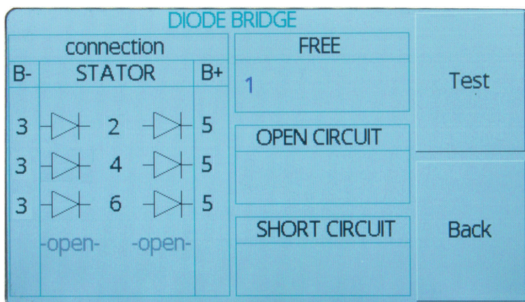 DIODE BRIDGE
connection
B- STATOR B+
3 2 5
3 4 5
3 6 5
-open- -open-
FREE
1
OPEN CIRCUIT
SHORT CIRCUIT
Test
Back